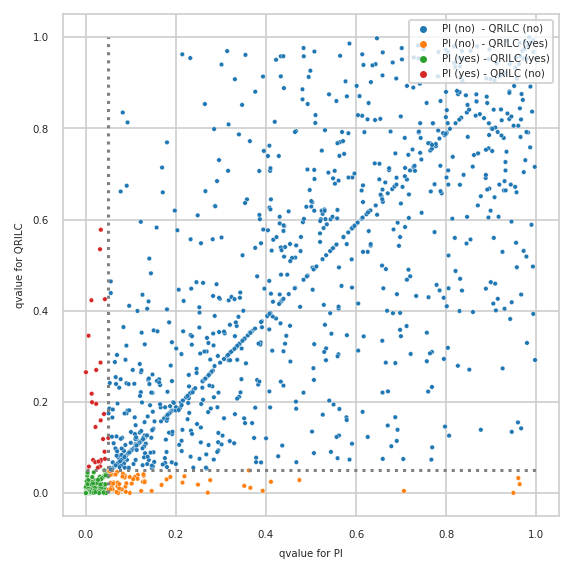 PI (no)  - QRILC (no)
PI (no)  - QRILC (yes)
PI (yes) - QRILC (yes)
PI (yes) - QRILC (no)
1.0
0.8
0.6
0.4
0.2
0.0
qvalue for QRILC
0.0 0.2 0.4 0.6 0.8 1.0
qvalue for PI